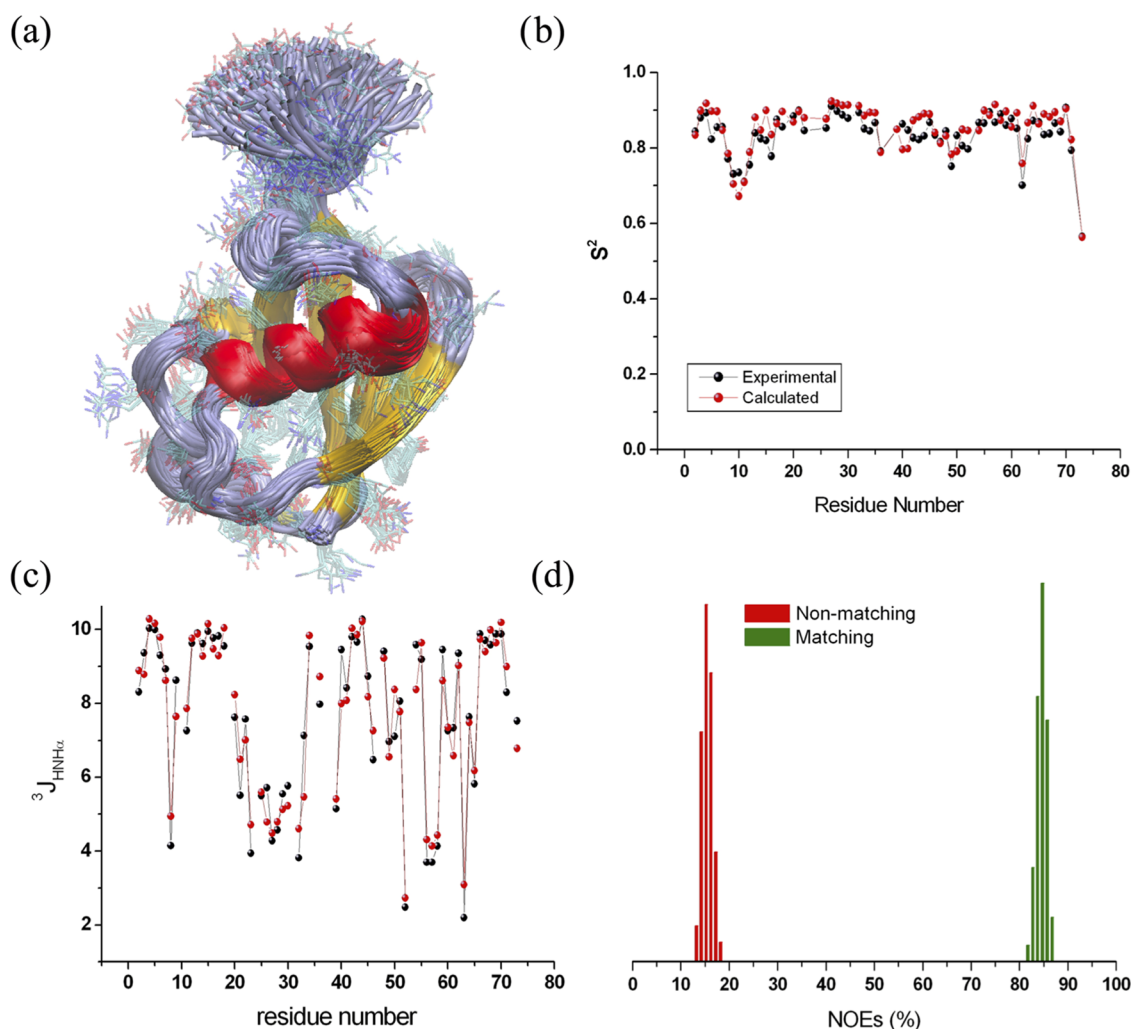 (a)
(b)
1.0
0.8
0.6
0.4
0.2
0.0
S²
Experimental
Calculated
0 10 20 30 40 50 60 70 80
Residue Number
(c)
10
8
6
4
2
³J_HNHα
0 10 20 30 40 50 60 70 80
residue number
(d)
Non-matching
Matching
0 10 20 30 40 50 60 70 80 90 100
NOEs (%)